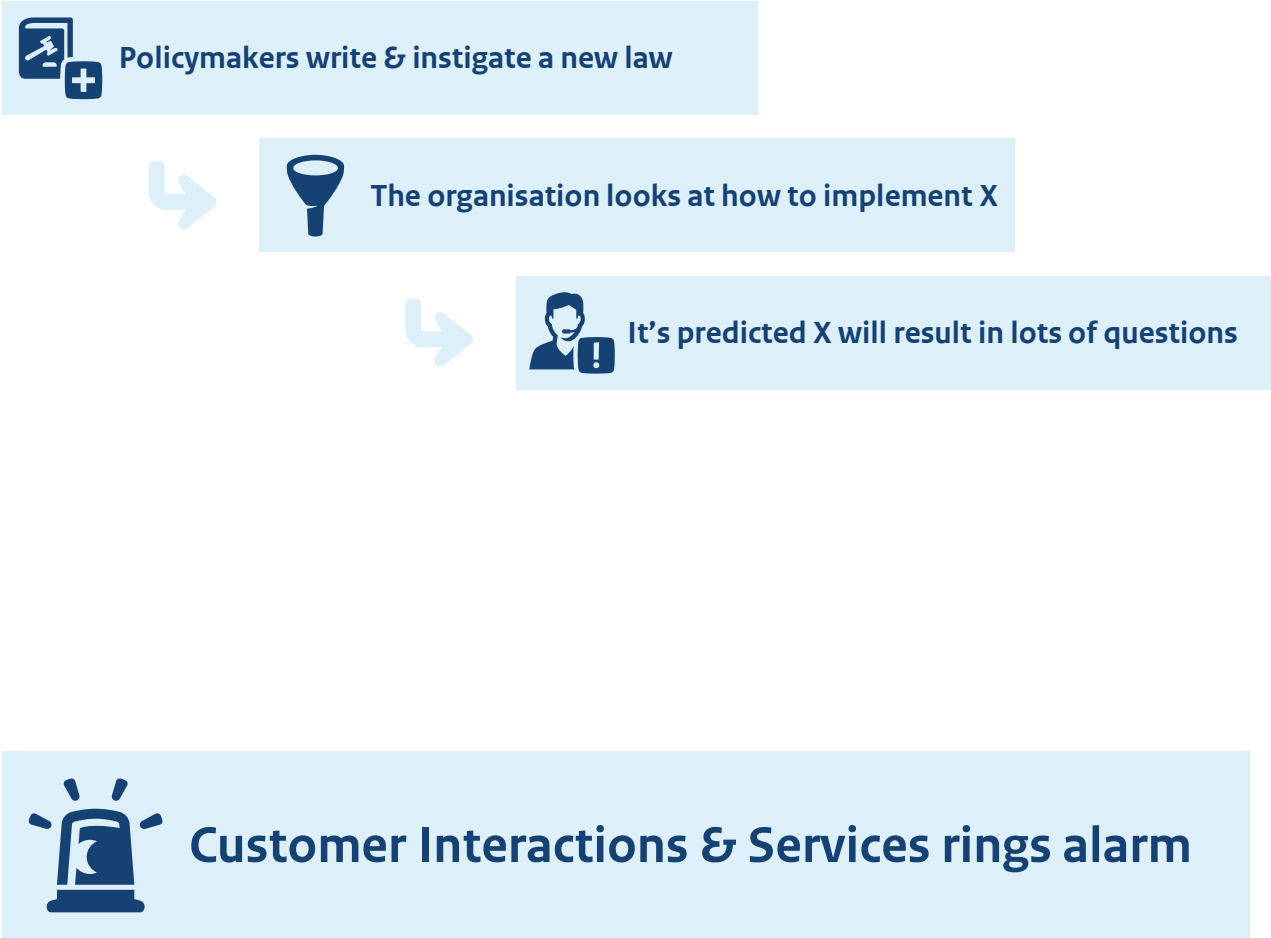 Policymakers write & instigate a new law
The organisation looks at how to implement X
It’s predicted X will result in lots of questions
Customer Interactions & Services rings alarm